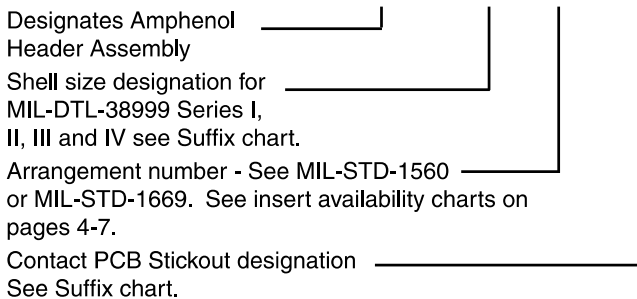 Designates Amphenol
Header Assembly
Shell size designation for
MIL-DTL-38999 Series I,
II, III and IV see Suffix chart.
Arrangement number - See MIL-STD-1560
or MIL-STD-1669.  See insert availability charts on
pages 4-7.
Contact PCB Stickout designation
See Suffix chart.